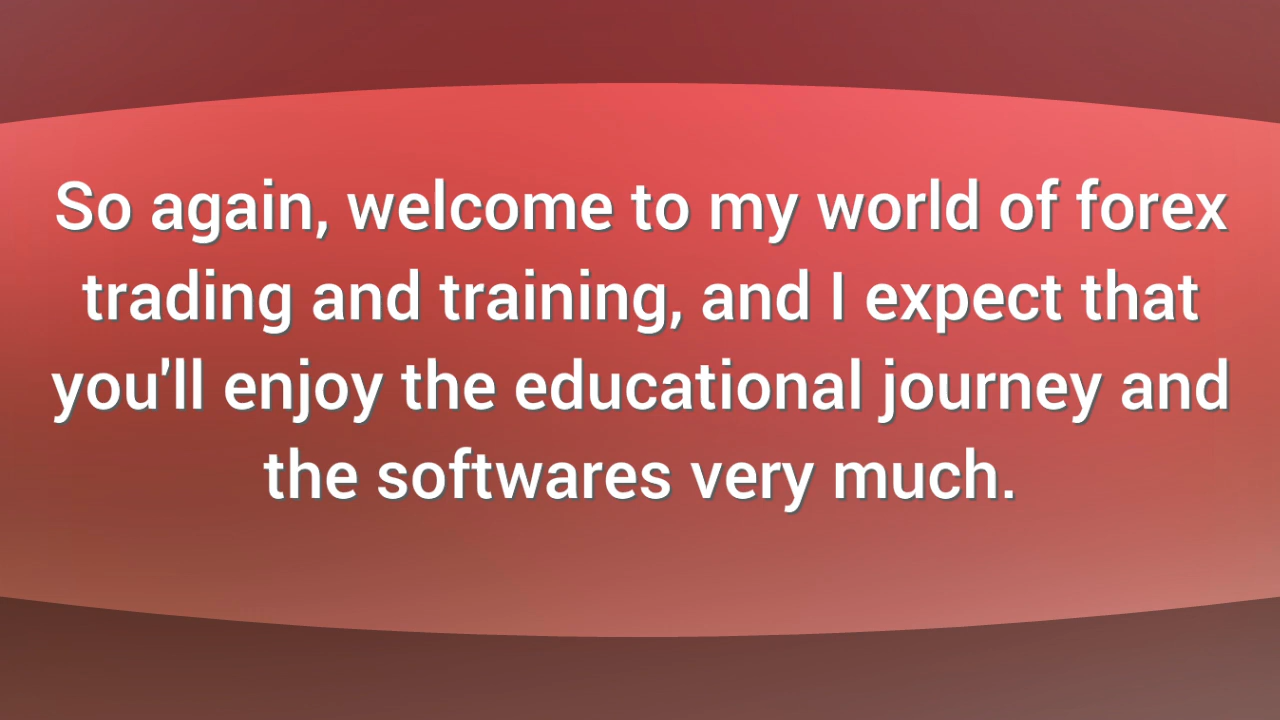 So again, welcome to my world of forex
trading and training, and I expect that
you'll enjoy the educational journey and
the softwares very much.